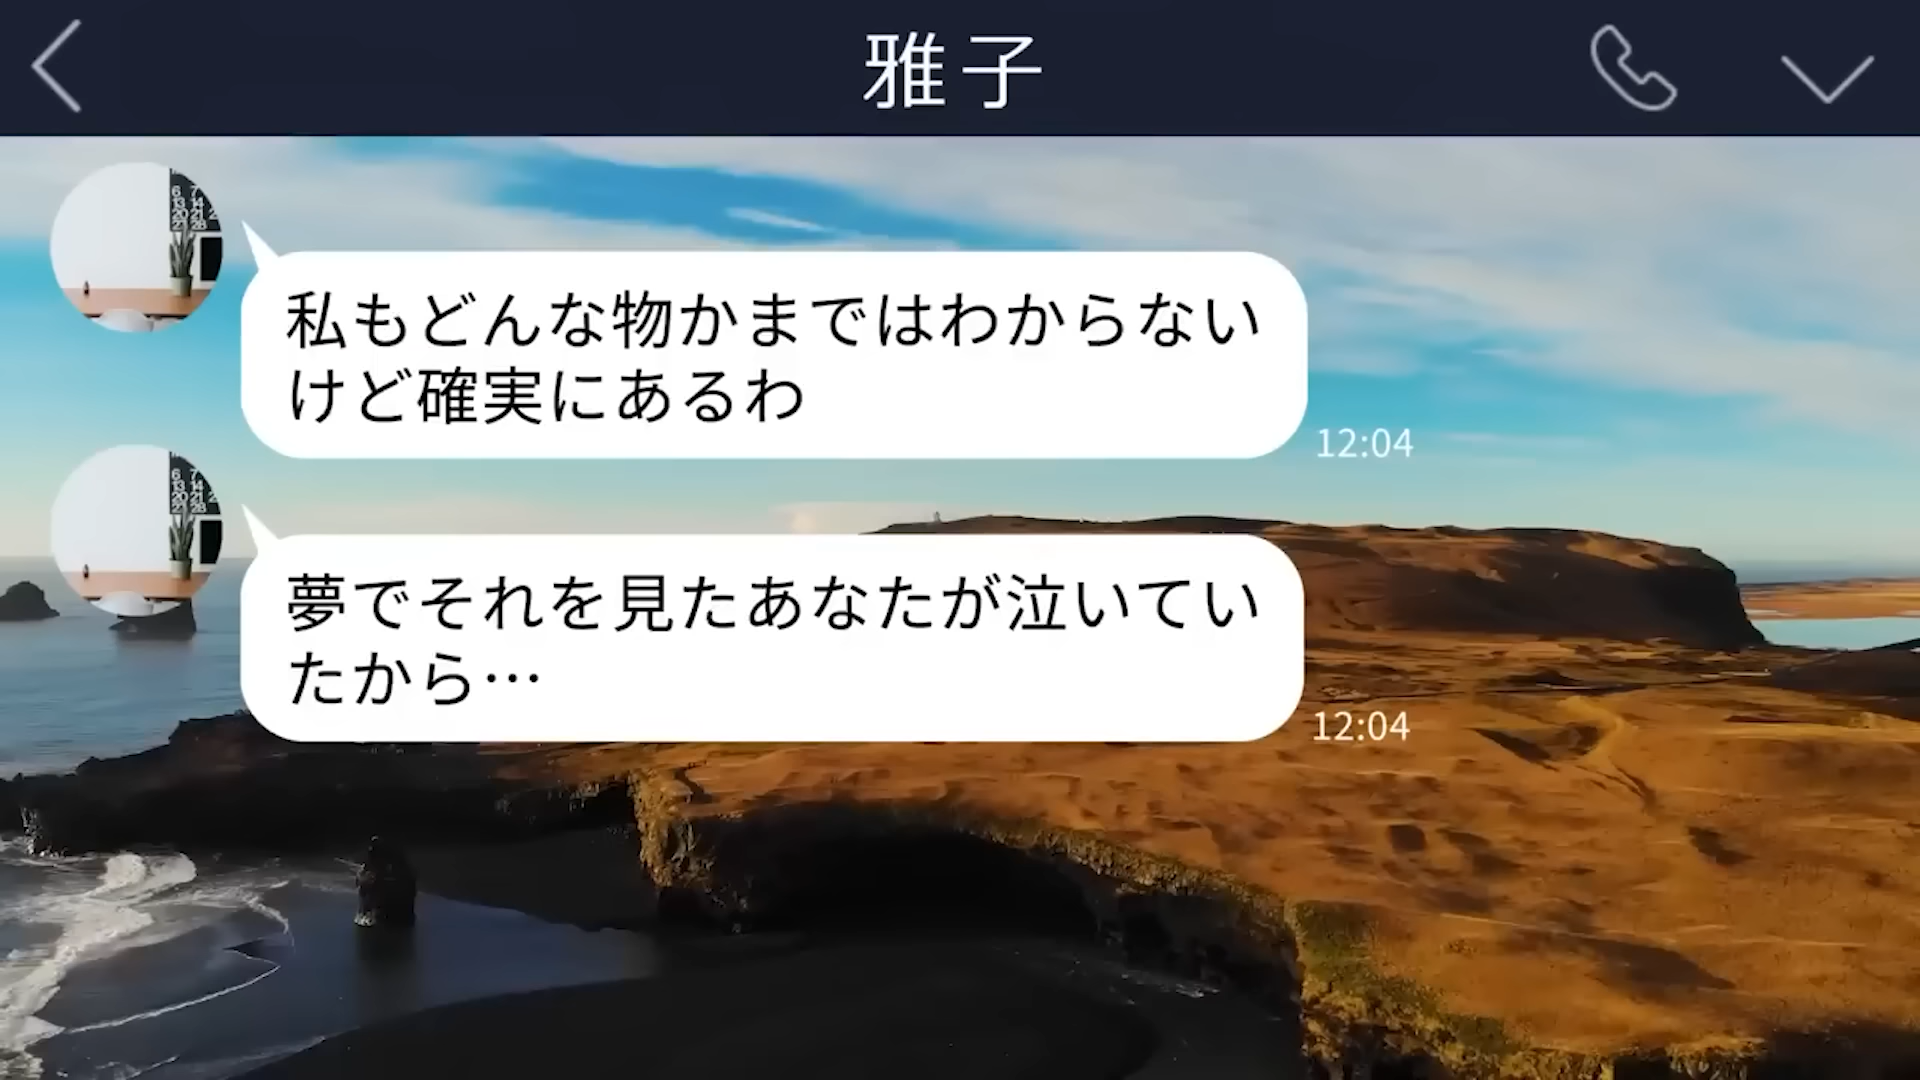 雅子
私もどんな物かまではわからない
けど確実にあるわ
12:04
夢でそれを見たあなたが泣いてい
たから…
12:04